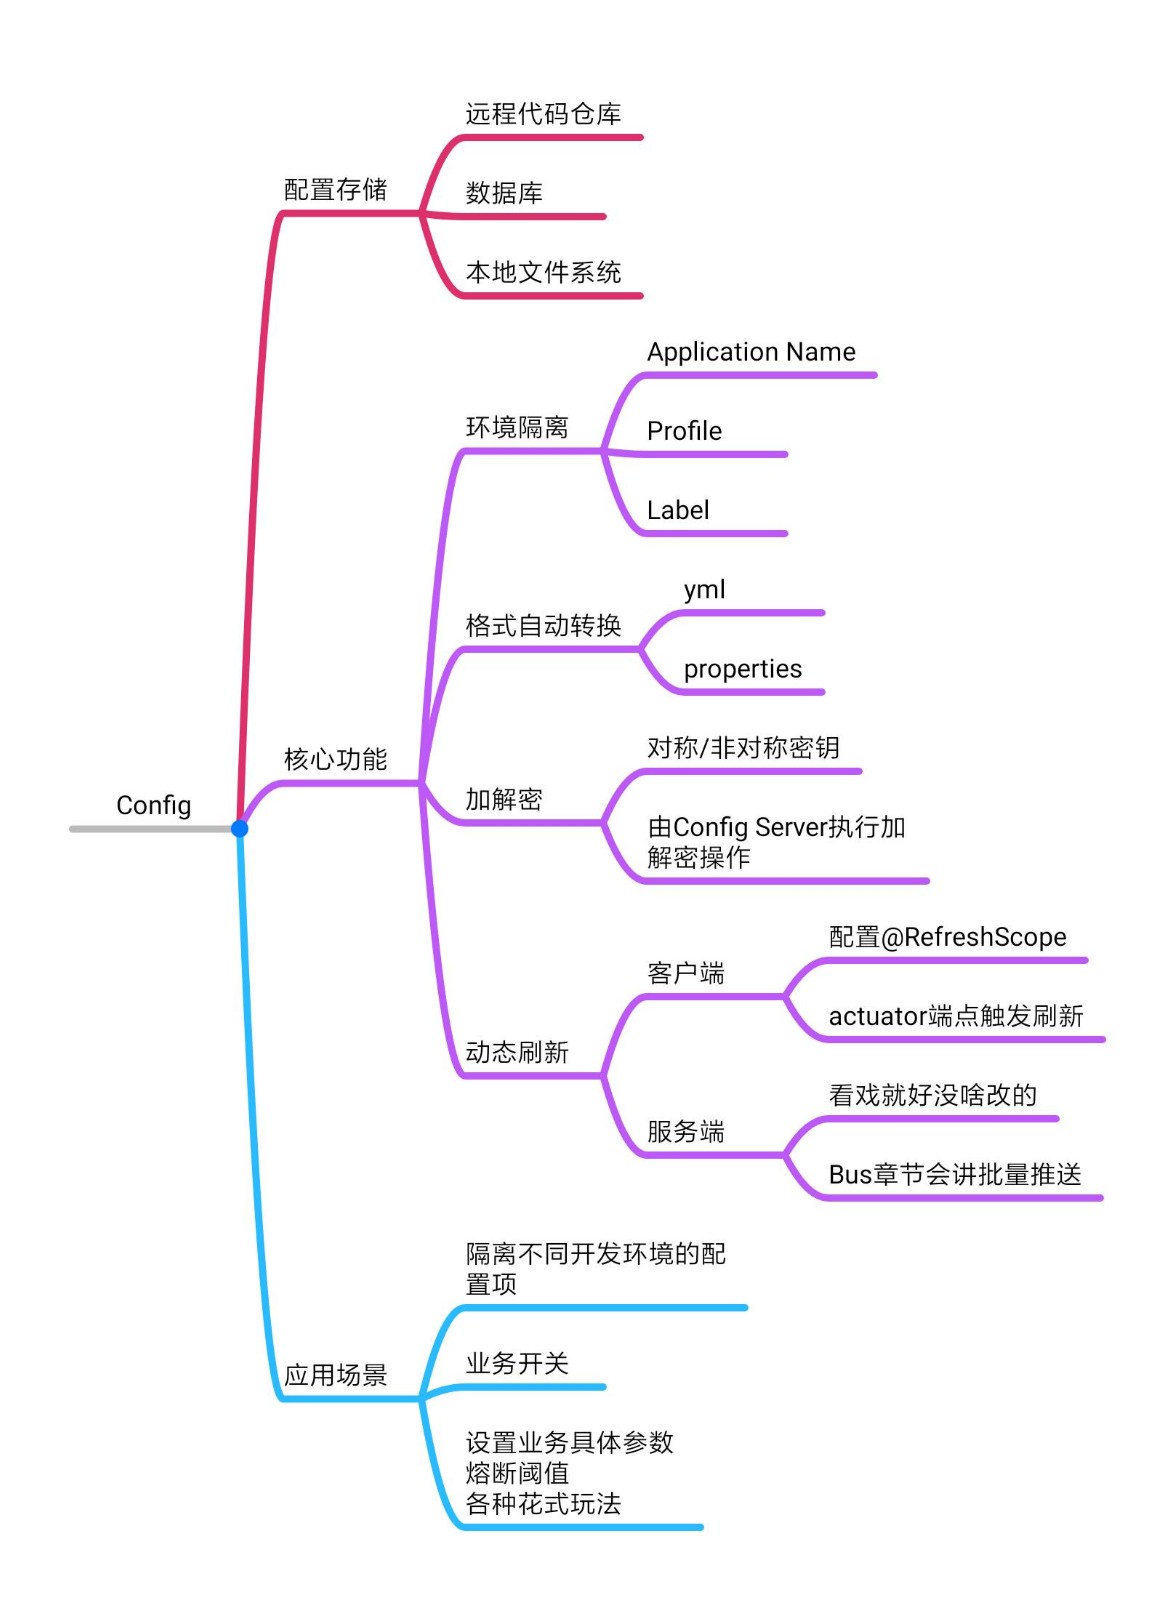 远程代码仓库
数据库
配置存储
本地文件系统
Application Name
环境隔离
Profile
Label
yml
格式自动转换
properties
对称/非对称密钥
核心功能
加解密
Config
由Config Server执行加
解密操作
配置@RefreshScope
客户端
actuator端点触发刷新
动态刷新
看戏就好没啥改的
服务端
Bus章节会讲批量推送
隔离不同开发环境的配
置项
业务开关
应用场景
设置业务具体参数
熔断阈值
各种花式玩法